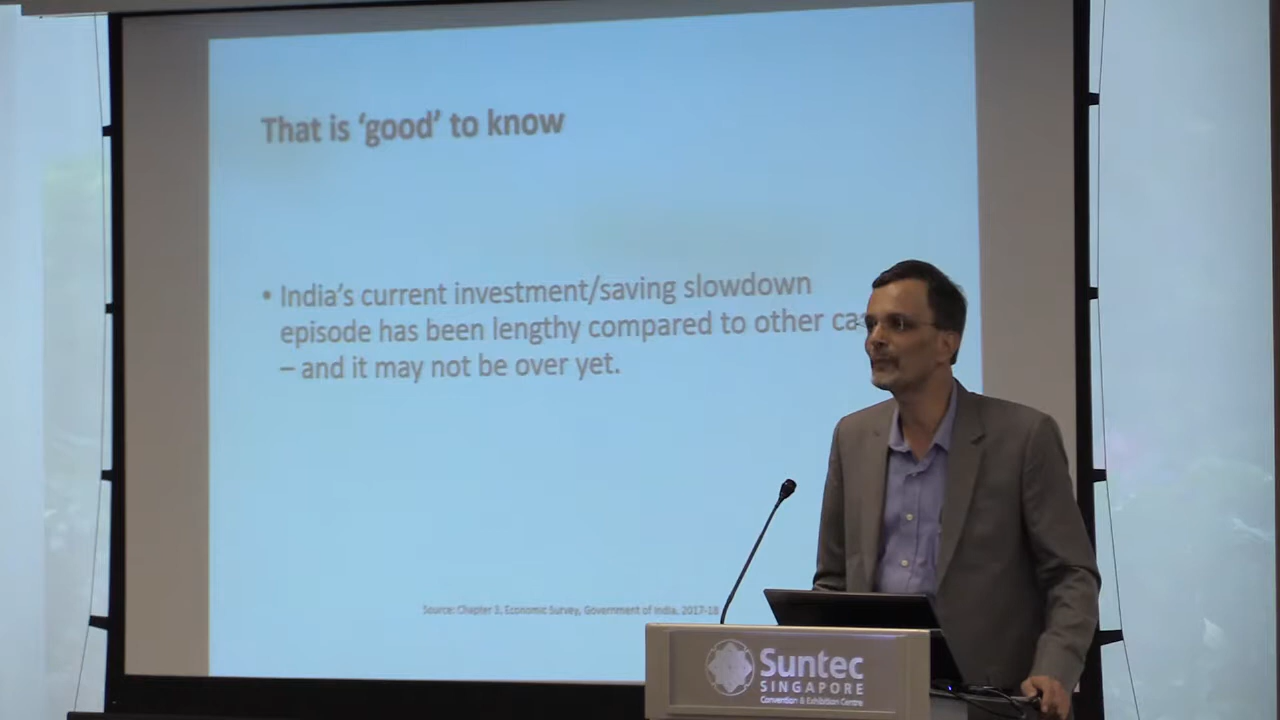 That is ‘good’ to know
• India’s current investment/saving slowdown
episode has been lengthy compared to other
– and it may not be over yet.
Source: Chapter 3, Economic Survey, Government of India, 2017-18
Suntec
SINGAPORE
Convention & Exhibition Centre